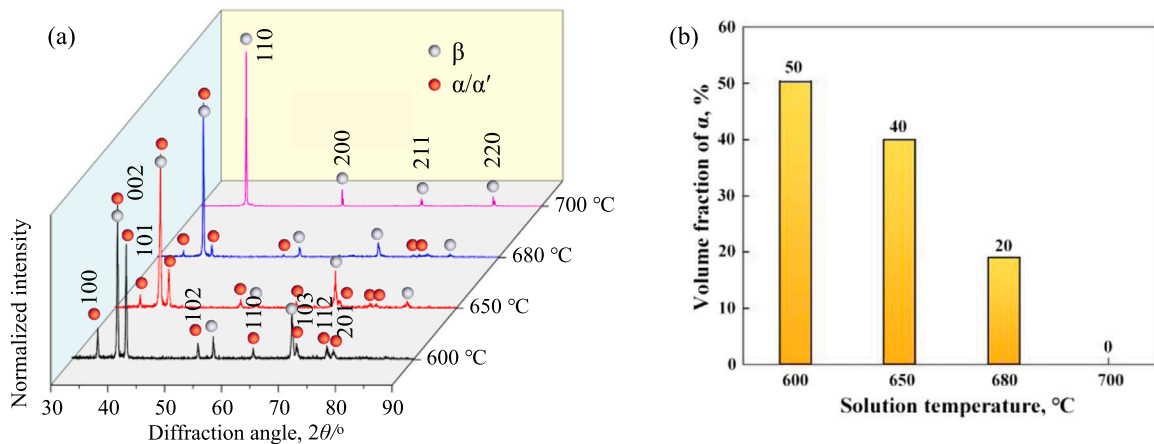 (a)
110
β
α/α′
200
211
220
002
101
100
102
110
103
112
201
700 °C
680 °C
650 °C
600 °C
Normalized intensity
30 40 50 60 70 80 90
Diffraction angle, 2θ/°
(b)
Volume fraction of α, %
60
50
40
30
20
10
0
50
40
20
0
600 650 680 700
Solution temperature, °C